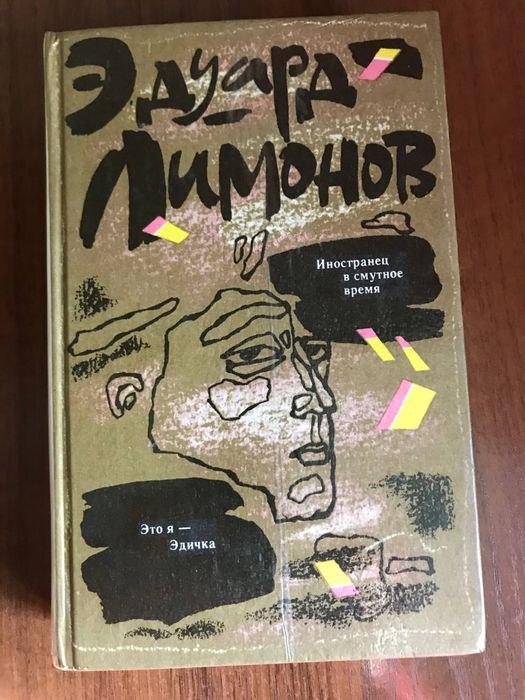 Эдуард
Лимонов
Иностранец
в смутное
время
Это я —
Эдичка